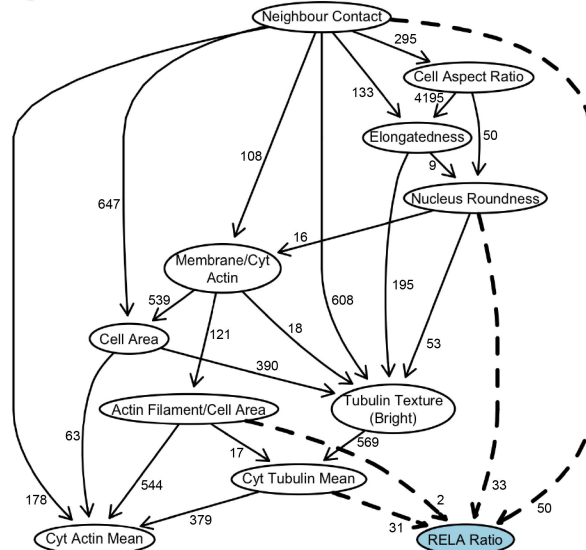 Neighbour Contact
295
Cell Aspect Ratio
133
4195
Elongatedness
50
108
9
647
Nucleus Roundness
16
Membrane/Cyt
Actin
539
195
608
121
18
53
Cell Area
390
Actin Filament/Cell Area
Tubulin Texture
(Bright)
63
17
569
Cyt Tubulin Mean
178
544
2
33
50
379
31
Cyt Actin Mean
RELA Ratio